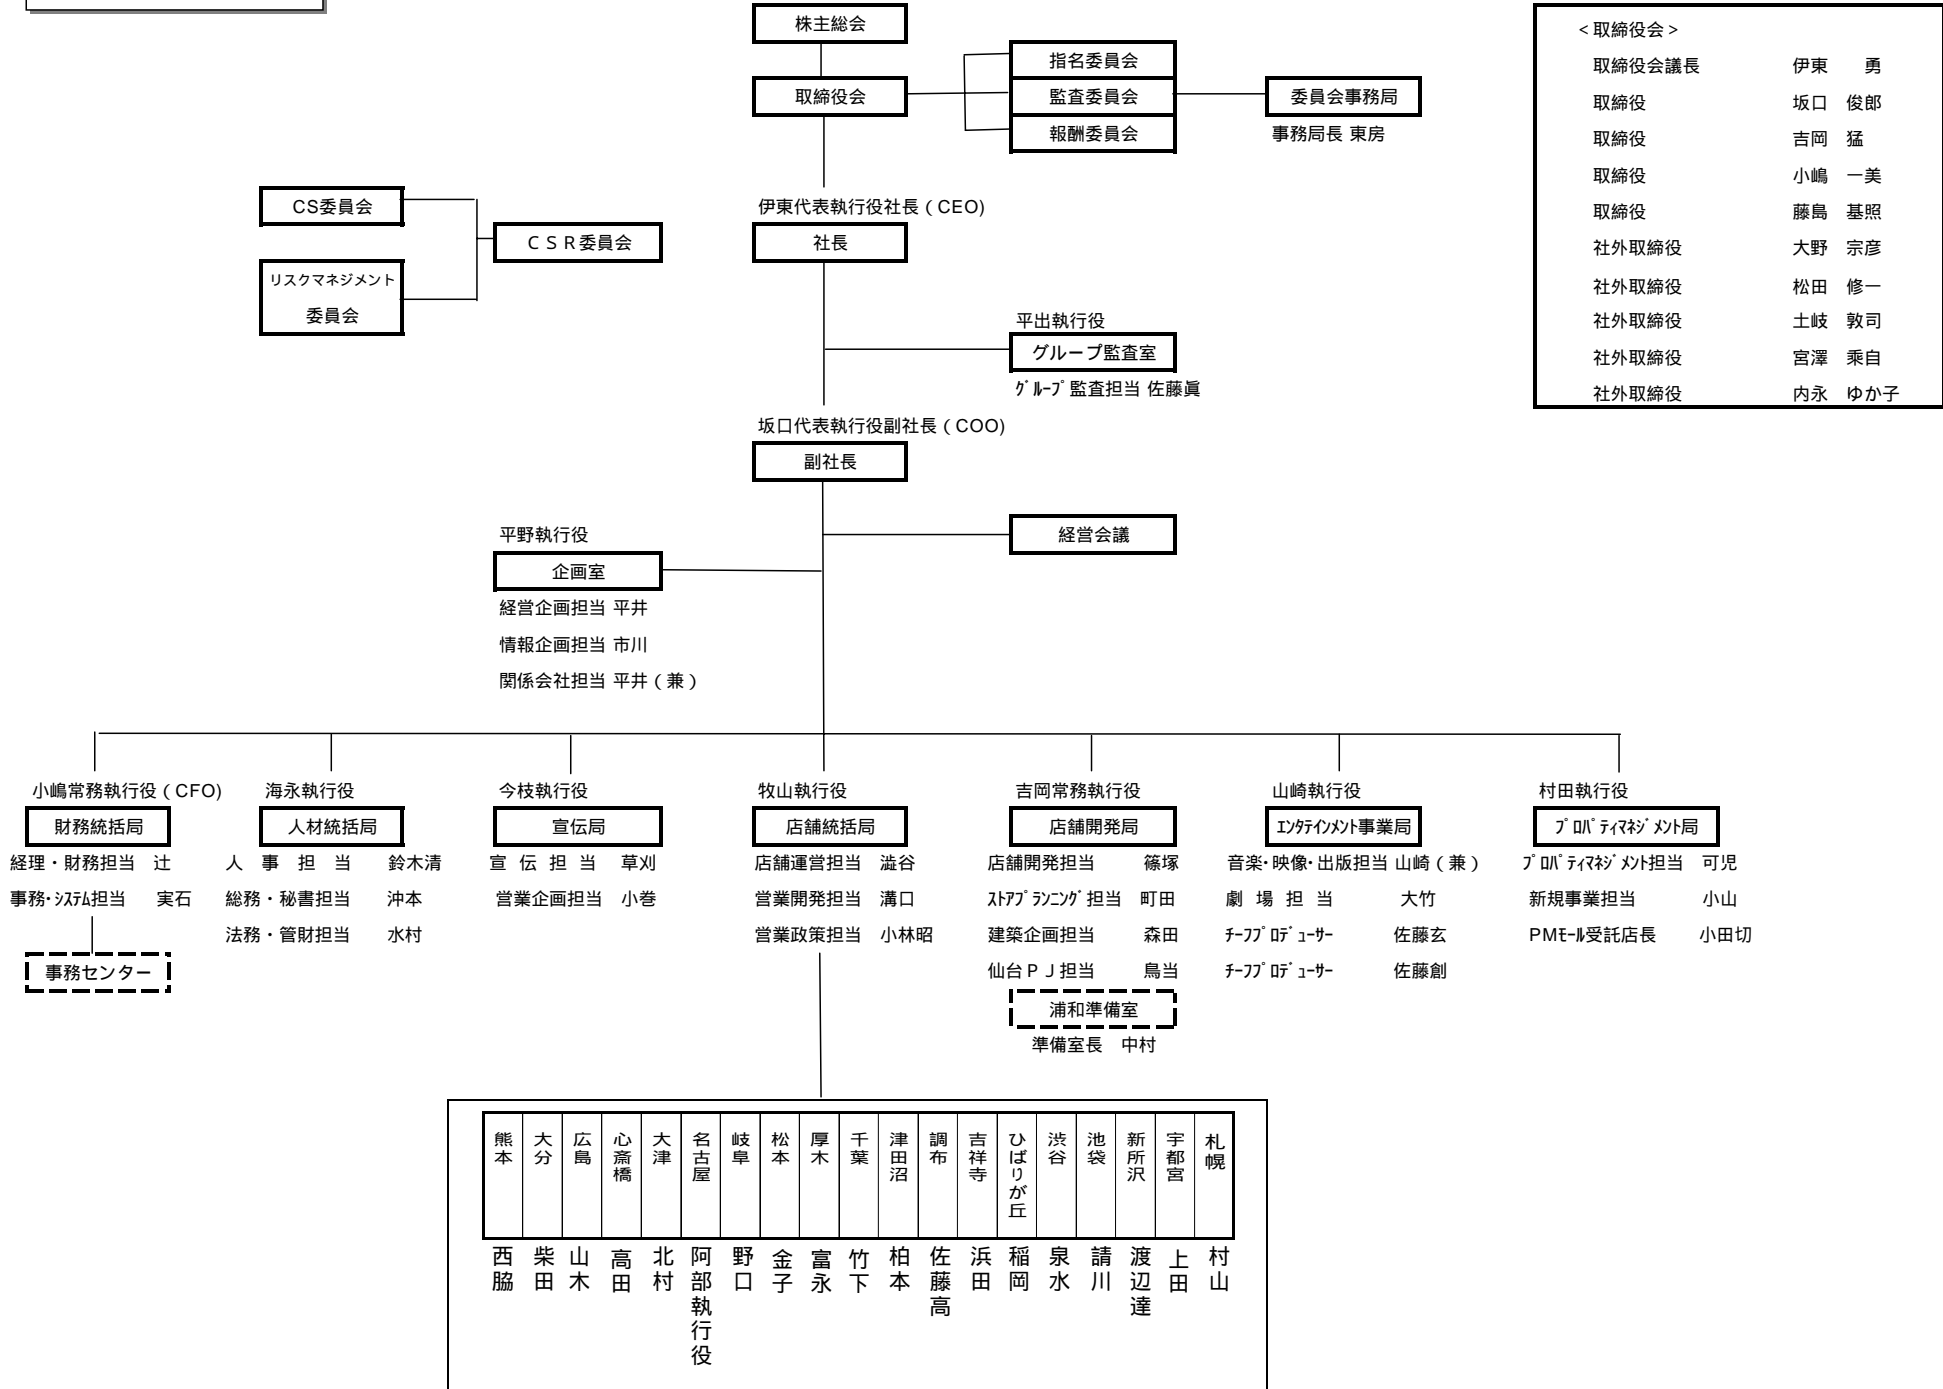 株主総会
取締役会
指名委員会
監査委員会
報酬委員会
委員会事務局
事務局長 東房
<取締役会>
取締役会議長 伊東 勇
取締役 坂口 俊郎
取締役 吉岡 猛
取締役 小嶋 一美
取締役 藤島 基照
社外取締役 大野 宗彦
社外取締役 松田 修一
社外取締役 土岐 敦司
社外取締役 宮澤 乘自
社外取締役 内永 ゆか子
CS委員会
リスクマネジメント
委員会
CSR委員会
伊東代表執行役社長(CEO)
社長
平出執行役
グループ監査室
グループ監査担当 佐藤眞
坂口代表執行役副社長(COO)
副社長
経営会議
平野執行役
企画室
経営企画担当 平井
情報企画担当 市川
関係会社担当 平井(兼)
小嶋常務執行役(CFO)
財務統括局
経理・財務担当 辻
事務・システム担当 実石
事務センター
海永執行役
人材統括局
人事担当 鈴木清
総務・秘書担当 沖本
法務・管財担当 水村
今枝執行役
宣伝局
宣伝担当 草刈
営業企画担当 小巻
牧山執行役
店舗統括局
店舗運営担当 澁谷
営業開発担当 溝口
営業政策担当 小林昭
吉岡常務執行役
店舗開発局
店舗開発担当 篠塚
ストアプランニング担当 町田
建築企画担当 森田
仙台PJ担当 鳥当
浦和準備室
準備室長 中村
山崎執行役
エンタテインメント事業局
音楽・映像・出版担当 山崎(兼)
劇場担当 大竹
チーフプロデューサー 佐藤玄
チーフプロデューサー 佐藤創
村田執行役
プロパティマネジメント局
プロパティマネジメント担当 可児
新規事業担当 小山
PMモール受託店長 小田切
熊本
大分
広島
心斎橋
大津
名古屋
岐阜
松本
厚木
千葉
津田沼
調布
吉祥寺
ひばりが丘
渋谷
池袋
新所沢
宇都宮
札幌
西脇
柴田
山木
高田
北村
阿部執行役
野口
金子
富永
竹下
柏本
佐藤高
浜田
稲岡
泉水
請川
渡辺達
上田
村山